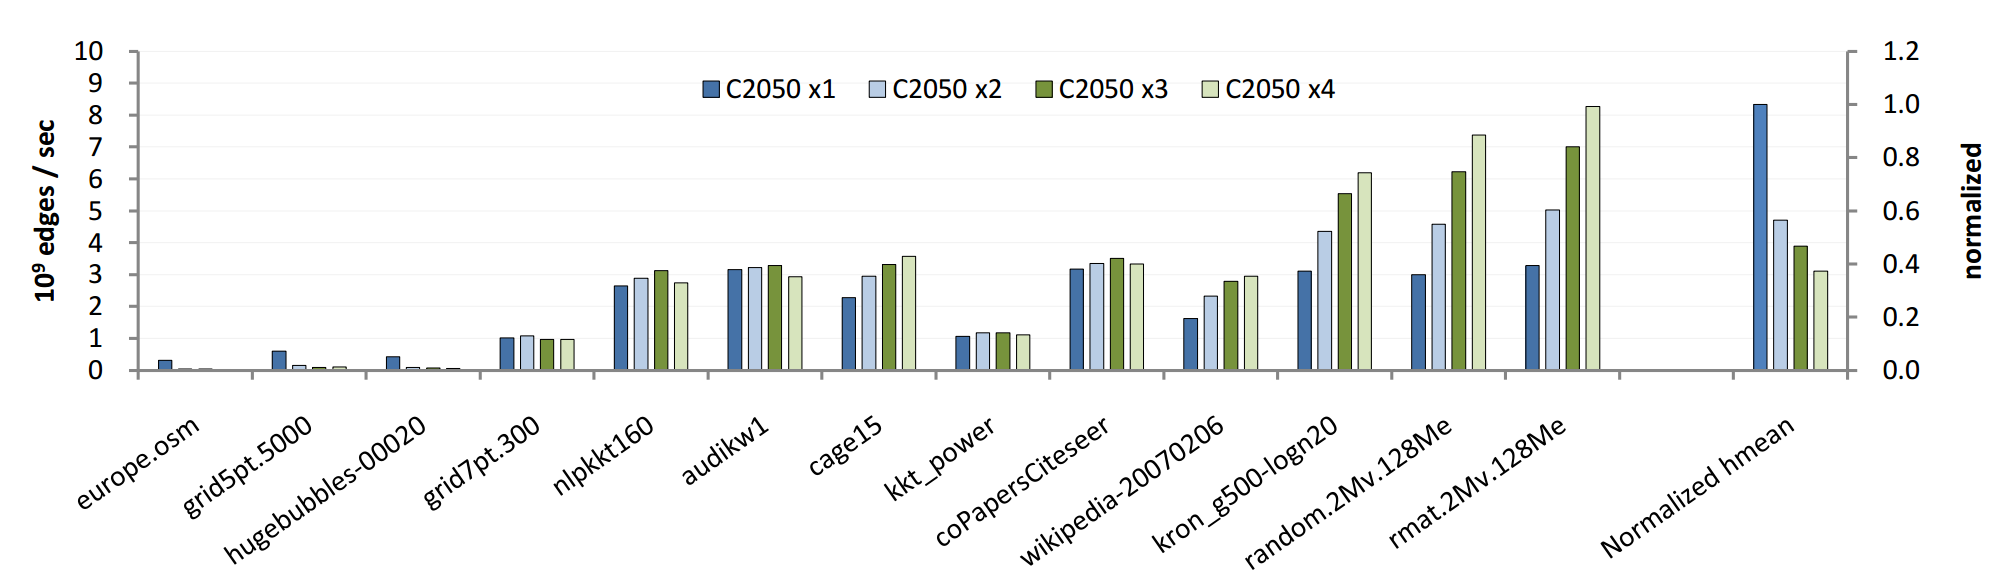 10
9
8
7
6
5
4
3
2
1
0
10⁹ edges / sec
C2050 x1 C2050 x2 C2050 x3 C2050 x4
1.2
1.0
0.8
0.6
0.4
0.2
0.0
normalized
europe.osm
grid5pt.5000
hugebubbles-00020
grid7pt.300
nlpkkt160
audikw1
cage15
kkt_power
coPapersCiteseer
wikipedia-20070206
kron_g500-logn20
random.2Mv.128Me
rmat.2Mv.128Me
Normalized hmean